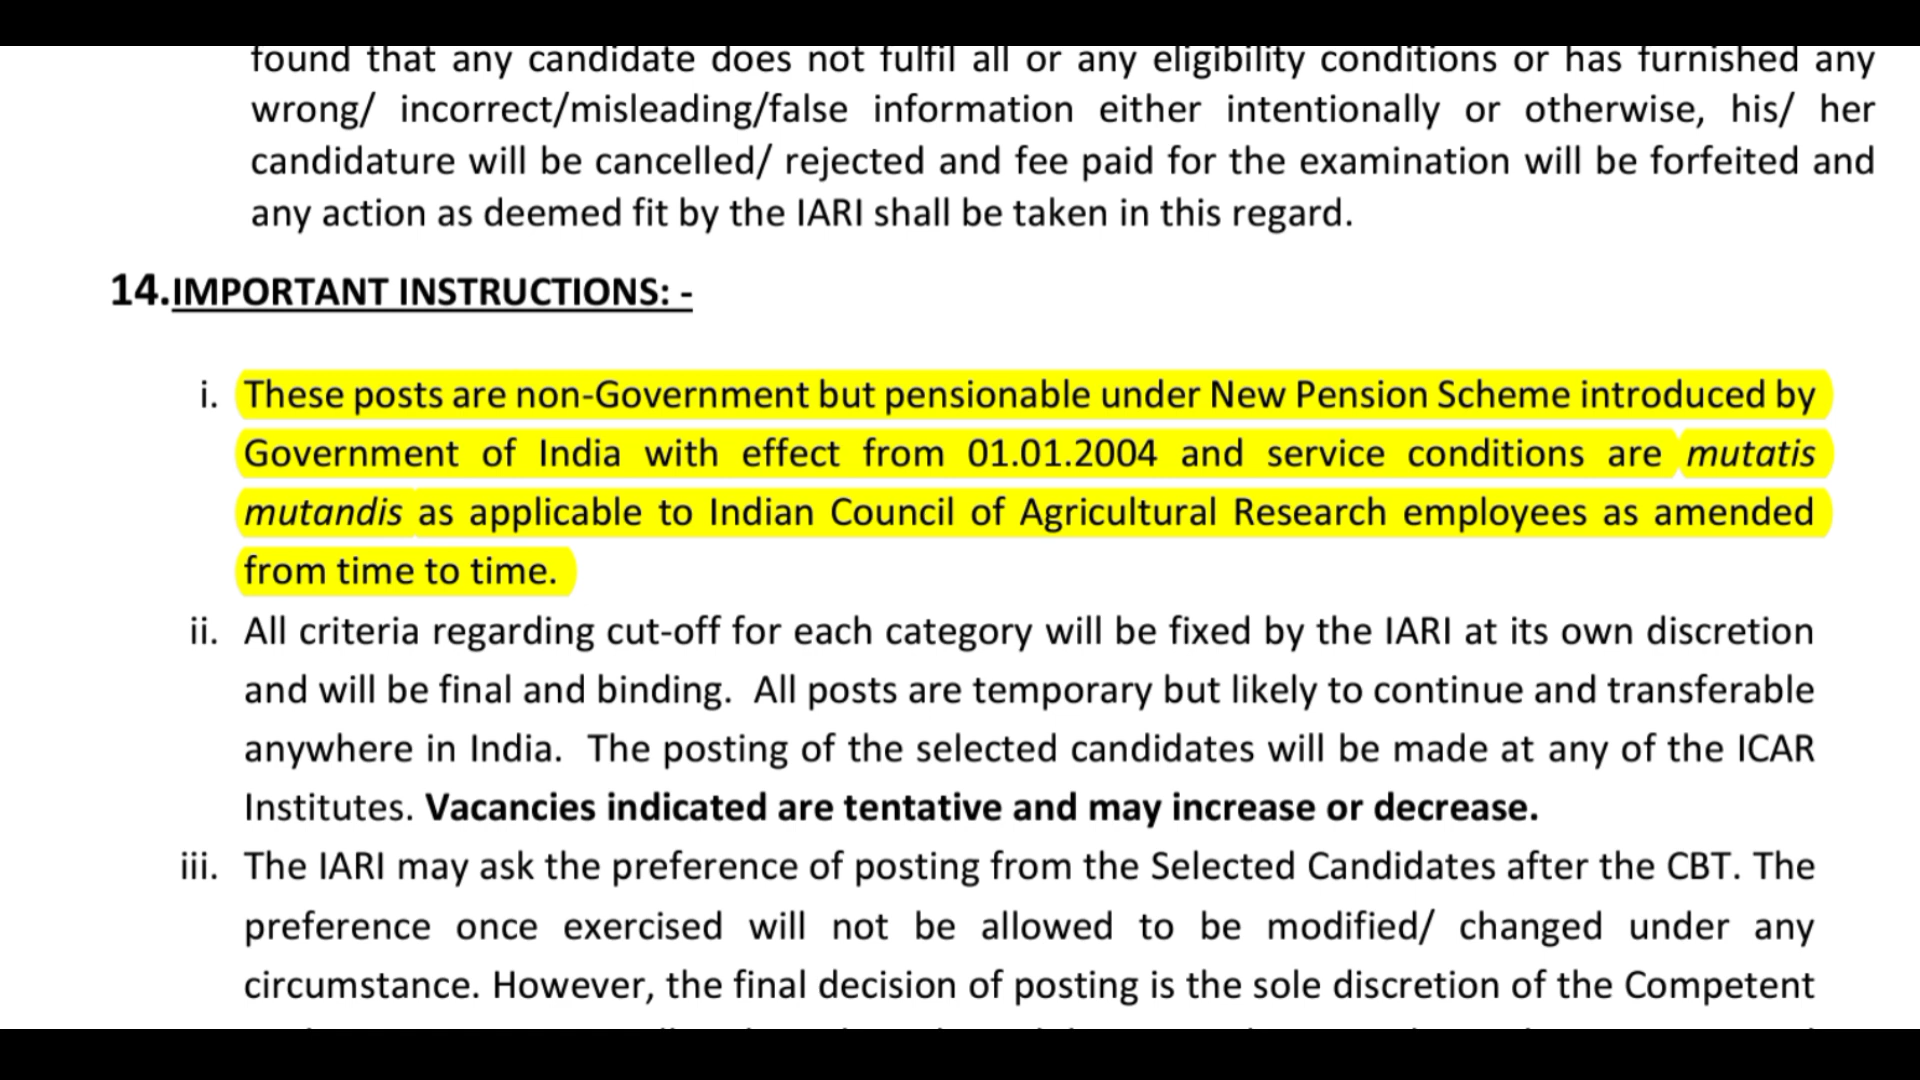 found that any candidate does not fulfil all or any eligibility conditions or has furnished any
wrong/ incorrect/misleading/false information either intentionally or otherwise, his/ her
candidature will be cancelled/ rejected and fee paid for the examination will be forfeited and
any action as deemed fit by the IARI shall be taken in this regard.
14.IMPORTANT INSTRUCTIONS: -
i. These posts are non-Government but pensionable under New Pension Scheme introduced by
Government of India with effect from 01.01.2004 and service conditions are mutatis
mutandis as applicable to Indian Council of Agricultural Research employees as amended
from time to time.
ii. All criteria regarding cut-off for each category will be fixed by the IARI at its own discretion
and will be final and binding. All posts are temporary but likely to continue and transferable
anywhere in India. The posting of the selected candidates will be made at any of the ICAR
Institutes. Vacancies indicated are tentative and may increase or decrease.
iii. The IARI may ask the preference of posting from the Selected Candidates after the CBT. The
preference once exercised will not be allowed to be modified/ changed under any
circumstance. However, the final decision of posting is the sole discretion of the Competent